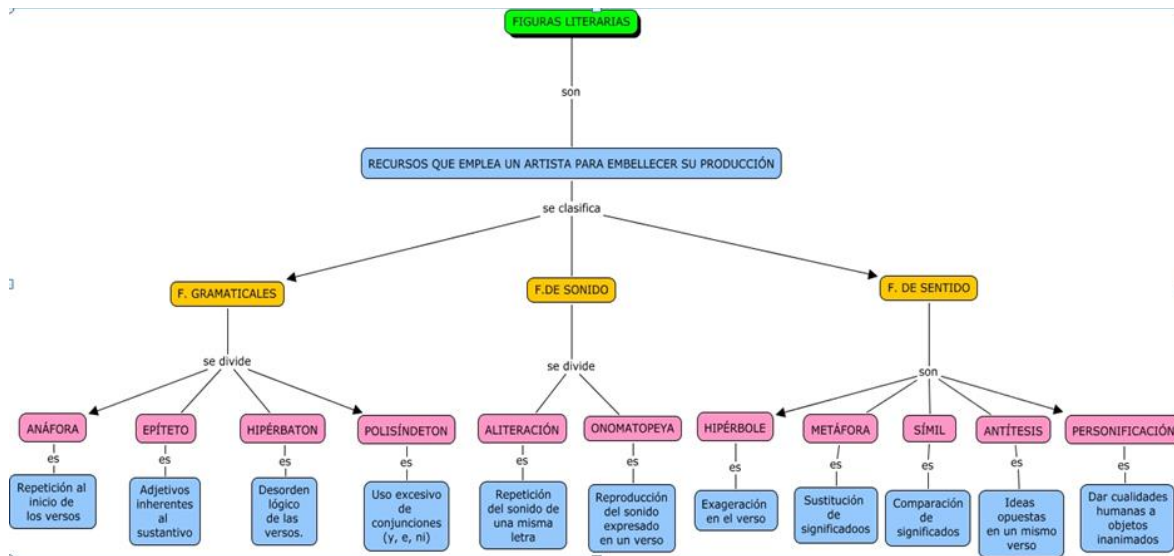 FIGURAS LITERARIAS
son
RECURSOS QUE EMPLEA UN ARTISTA PARA EMBELLECER SU PRODUCCIÓN
se clasifica
F. GRAMATICALES
F.DE SONIDO
F. DE SENTIDO
se divide
se divide
son
ANÁFORA
EPÍTETO
HIPÉRBATON
POLISÍNDETON
ALITERACIÓN
ONOMATOPEYA
HIPÉRBOLE
METÁFORA
SÍMIL
ANTÍTESIS
PERSONIFICACIÓN
es
es
es
es
es
es
es
es
es
es
es
Repetición al
inicio de
los versos
Adjetivos
inherentes
al
sustantivo
Desorden
lógico
de las
versos.
Uso excesivo
de
conjunciones
(y, e, ni)
Repetición
del sonido de
una misma
letra
Reproducción
del sonido
expresado
en un verso
Exageración
en el verso
Sustitución
de
significadoos
Comparación
de
significados
Ideas
opuestas
en un mismo
verso
Dar cualidades
humanas a
objetos
inanimados